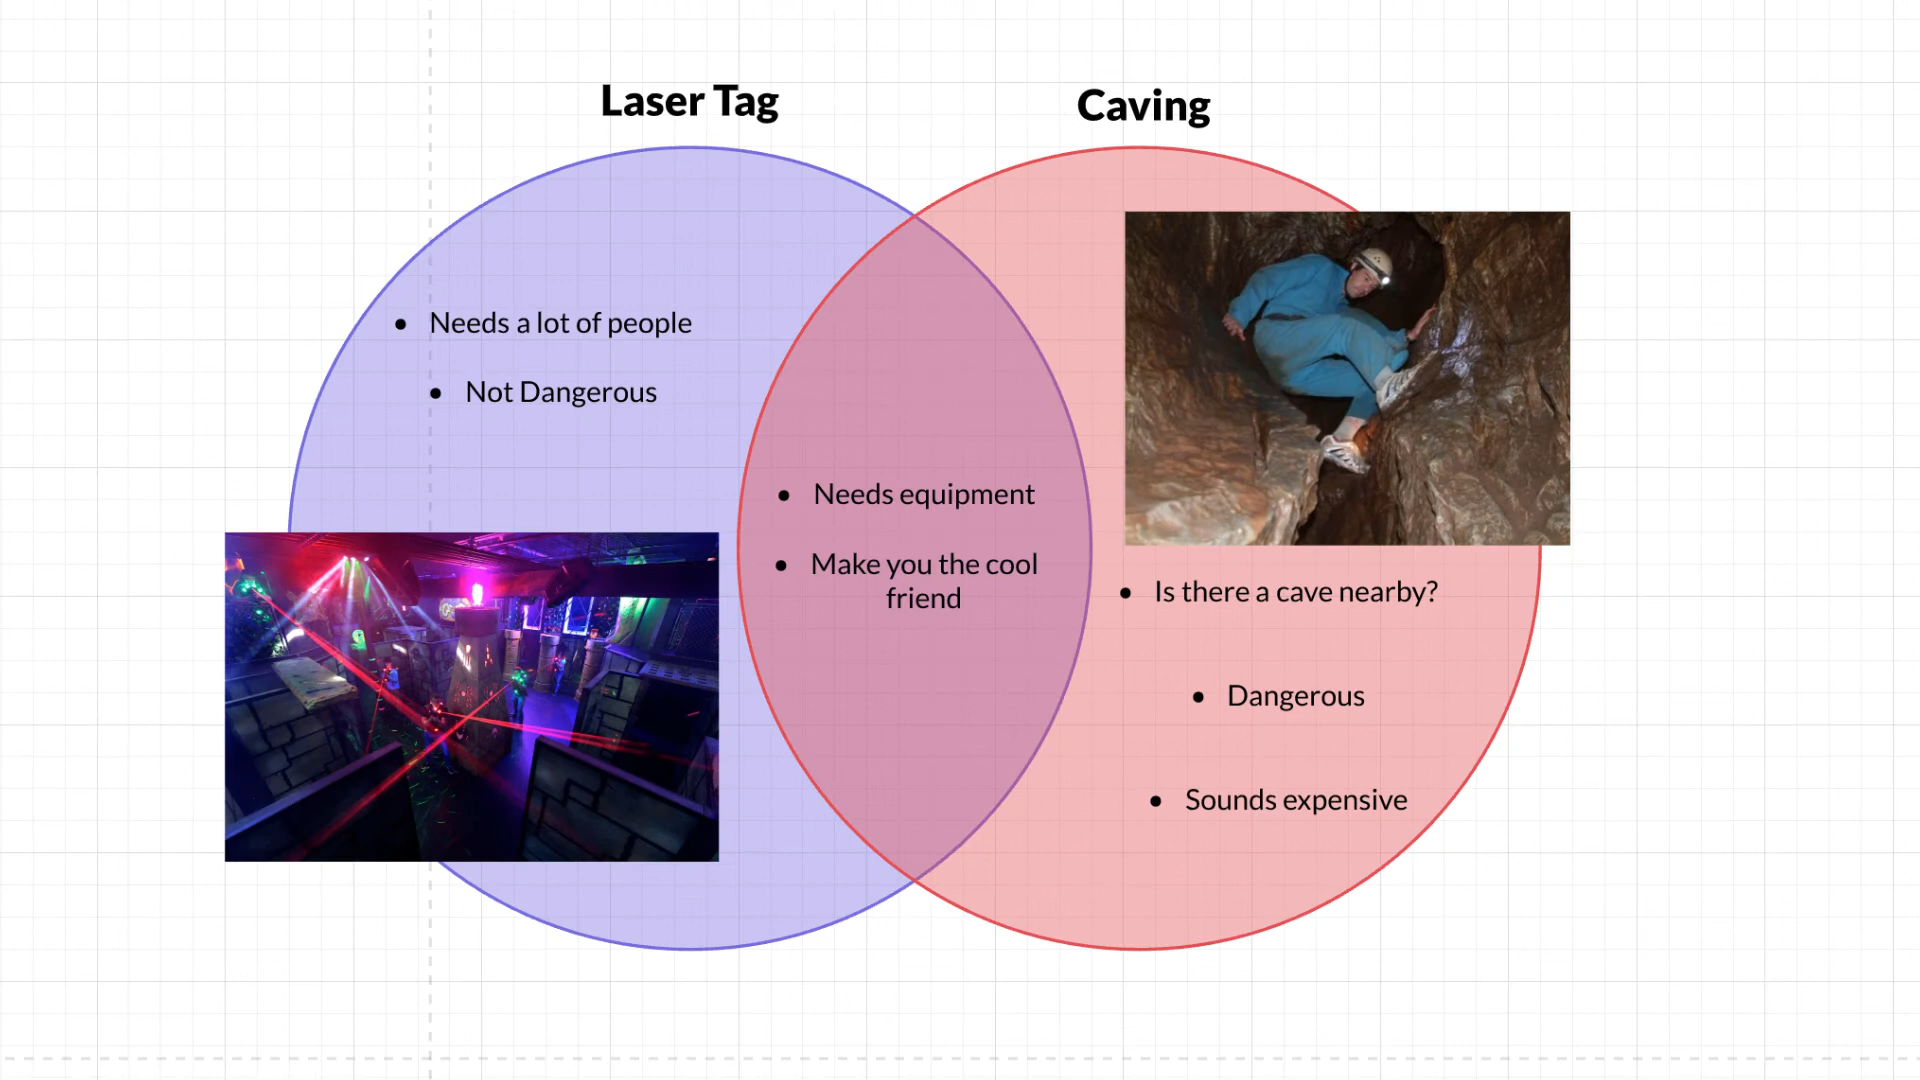 Laser Tag
Caving
• Needs a lot of people
• Not Dangerous
• Needs equipment
• Make you the cool
friend
• Is there a cave nearby?
• Dangerous
• Sounds expensive